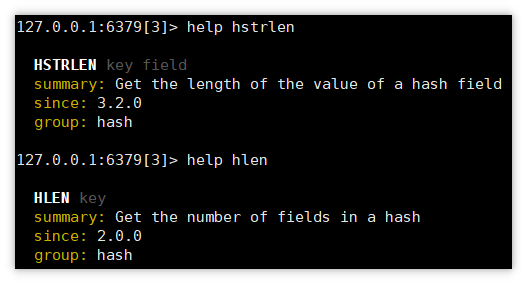 127.0.0.1:6379[3]> help hstrlen
HSTRLEN key field
summary: Get the length of the value of a hash field
since: 3.2.0
group: hash
127.0.0.1:6379[3]> help hlen
HLEN key
summary: Get the number of fields in a hash
since: 2.0.0
group: hash